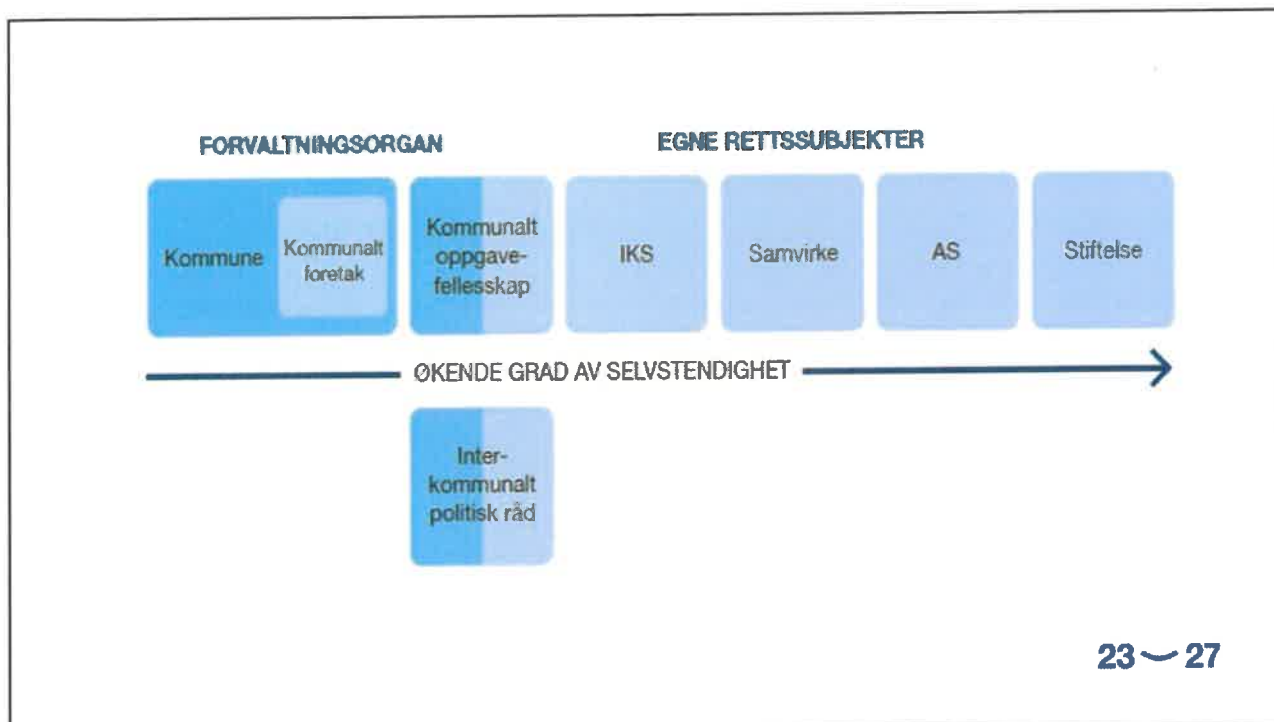 FORVALTNINGSORGAN
EGNE RETTSSUBJEKTER
Kommune
Kommunalt
foretak
Kommunalt
oppgave-
fellesskap
IKS
Samvirke
AS
Stiftelse
ØKENDE GRAD AV SELVSTENDIGHET
Inter-
kommunalt
politisk råd
23 27